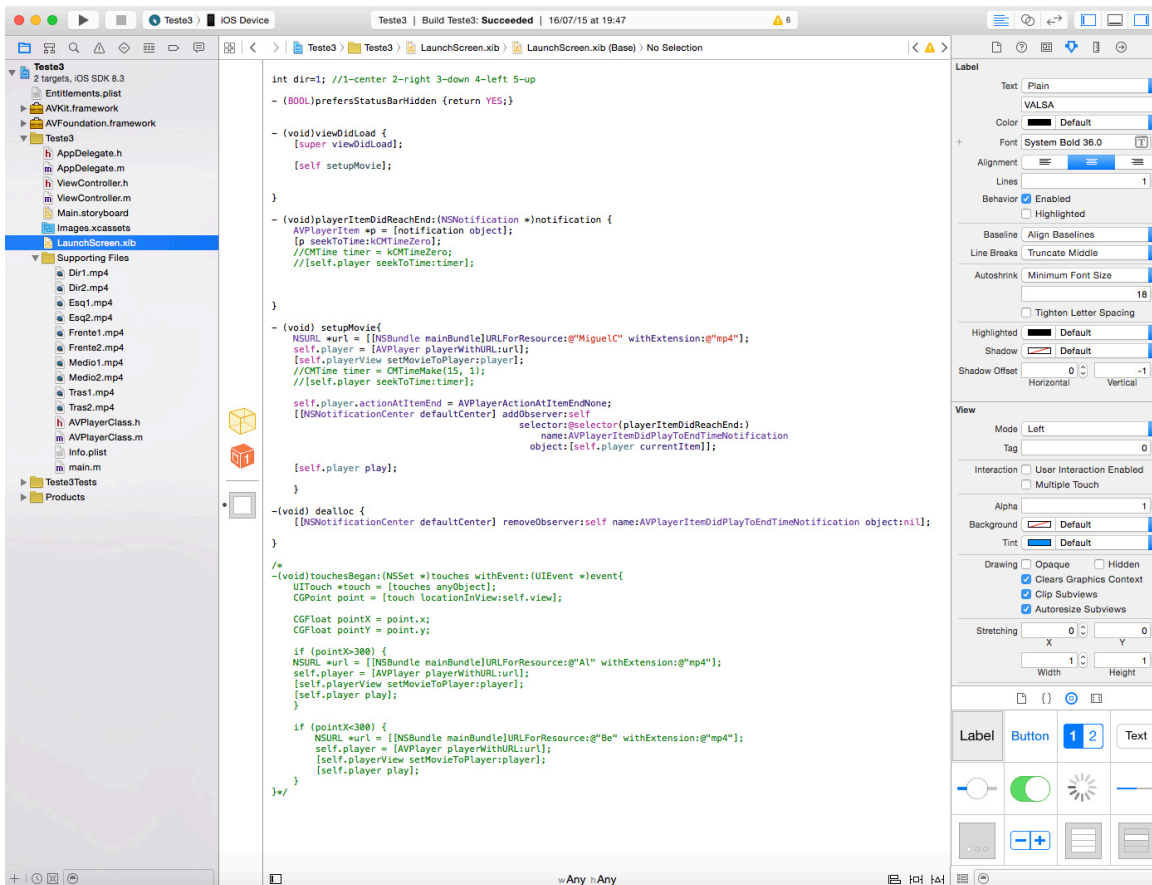 Teste3 〉 iOS Device
Teste3 | Build Teste3: Succeeded | 16/07/15 at 19:47
6
Teste3 〉 Teste3 〉 LaunchScreen.xib 〉 LaunchScreen.xib (Base) 〉 No Selection
Teste3
2 targets, iOS SDK 8.3
Entitlements.plist
AVKit.framework
AVFoundation.framework
Teste3
h AppDelegate.h
m AppDelegate.m
h ViewController.h
m ViewController.m
Main.storyboard
Images.xcassets
LaunchScreen.xib
Supporting Files
Dir1.mp4
Dir2.mp4
Esq1.mp4
Esq2.mp4
Frente1.mp4
Frente2.mp4
Medio1.mp4
Medio2.mp4
Tras1.mp4
Tras2.mp4
h AVPlayerClass.h
m AVPlayerClass.m
Info.plist
m main.m
Teste3Tests
Products
int dir=1; //1-center 2-right 3-down 4-left 5-up
- (BOOL)prefersStatusBarHidden {return YES;}
- (void)viewDidLoad {
[super viewDidLoad];
[self setupMovie];
}
- (void)playerItemDidReachEnd:(NSNotification *)notification {
AVPlayerItem *p = [notification object];
[p seekToTime:kCMTimeZero];
//CMTime timer = kCMTimeZero;
//[self.player seekToTime:timer];
}
- (void) setupMovie{
NSURL *url = [[NSBundle mainBundle]URLForResource:@"MiguelC" withExtension:@"mp4"];
self.player = [AVPlayer playerWithURL:url];
[self.playerView setMovieToPlayer:player];
//CMTime timer = CMTimeMake(15, 1);
//[self.player seekToTime:timer];
self.player.actionAtItemEnd = AVPlayerActionAtItemEndNone;
[[NSNotificationCenter defaultCenter] addObserver:self
selector:@selector(playerItemDidReachEnd:)
name:AVPlayerItemDidPlayToEndTimeNotification
object:[self.player currentItem]];
[self.player play];
}
-(void) dealloc {
[[NSNotificationCenter defaultCenter] removeObserver:self name:AVPlayerItemDidPlayToEndTimeNotification object:nil];
}
/*
-(void)touchesBegan:(NSSet *)touches withEvent:(UIEvent *)event{
UITouch *touch = [touches anyObject];
CGPoint point = [touch locationInView:self.view];
CGFloat pointX = point.x;
CGFloat pointY = point.y;
if (pointX>300) {
NSURL *url = [[NSBundle mainBundle]URLForResource:@"Al" withExtension:@"mp4"];
self.player = [AVPlayer playerWithURL:url];
[self.playerView setMovieToPlayer:player];
[self.player play];
}
if (pointX<300) {
NSURL *url = [[NSBundle mainBundle]URLForResource:@"Be" withExtension:@"mp4"];
self.player = [AVPlayer playerWithURL:url];
[self.playerView setMovieToPlayer:player];
[self.player play];
}
}*/
wAny hAny
Label
Text Plain
VALSA
Color Default
+ Font System Bold 36.0 T
Alignment
Lines 1
Behavior Enabled
Highlighted
Baseline Align Baselines
Line Breaks Truncate Middle
Autoshrink Minimum Font Size
18
Tighten Letter Spacing
Highlighted Default
Shadow Default
Shadow Offset 0 -1
Horizontal Vertical
View
Mode Left
Tag 0
Interaction User Interaction Enabled
Multiple Touch
Alpha 1
Background Default
Tint Default
Drawing Opaque Hidden
Clears Graphics Context
Clip Subviews
Autoresize Subviews
Stretching 0 0
X Y
1 1
Width Height
Label Button 1 2 Text